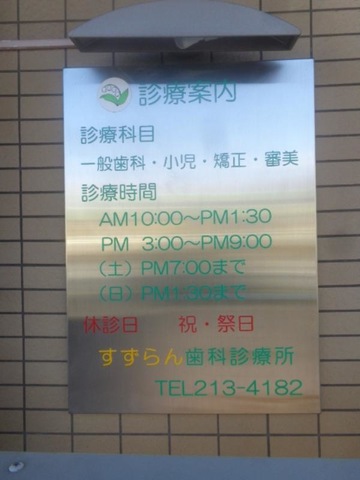 診療案内
診療科目
一般歯科・小児・矯正・審美
診療時間
AM10:00〜PM1:30
PM 3:00〜PM9:00
（土）PM7:00まで
（日）PM1:30まで
休診日 祝・祭日
すずらん歯科診療所
TEL213-4182